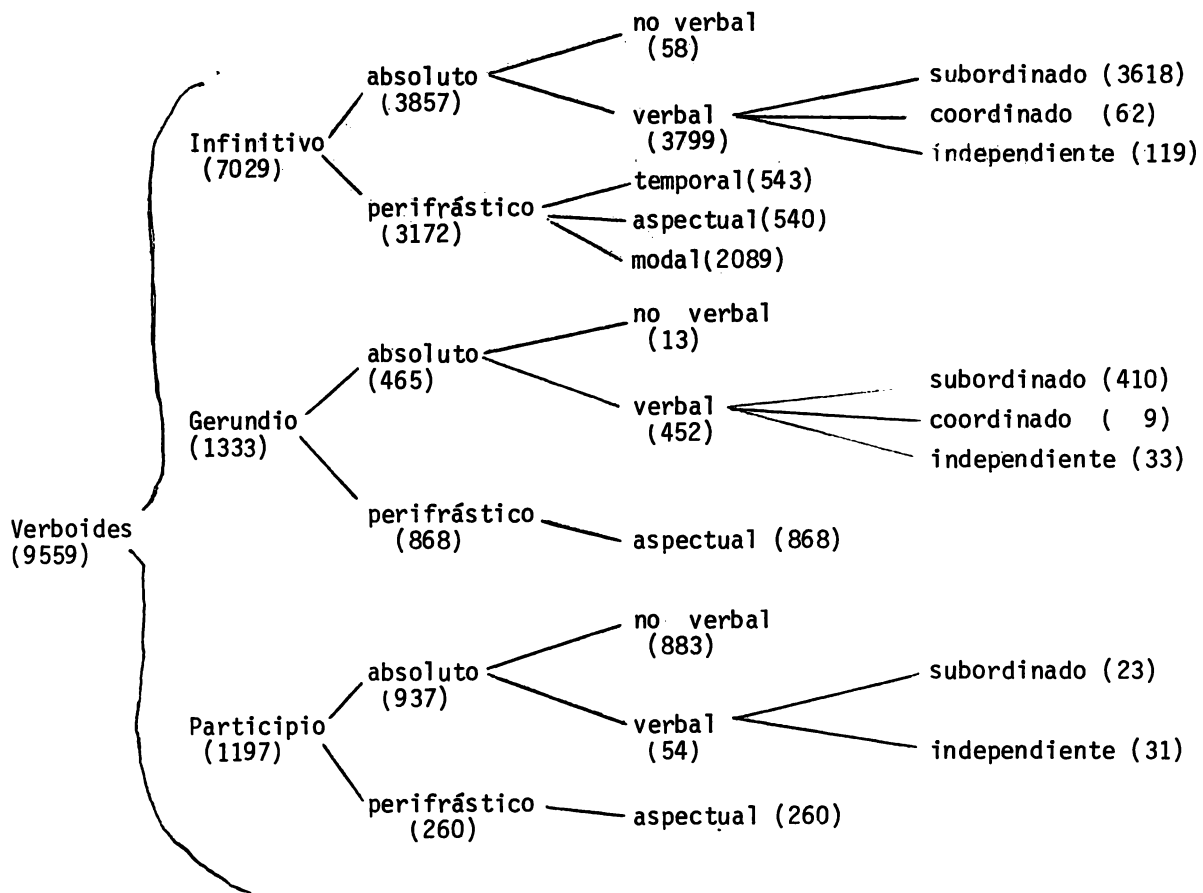 no verbal
(58)
absoluto
(3857)
subordinado (3618)
verbal
(3799)
coordinado (62)
Infinitivo
(7029)
independiente (119)
temporal(543)
perifrástico
(3172)
aspectual(540)
modal(2089)
no verbal
(13)
absoluto
(465)
subordinado (410)
verbal
(452)
coordinado ( 9)
Gerundio
(1333)
independiente (33)
perifrástico
(868)
Verboides
(9559)
aspectual (868)
no verbal
(883)
absoluto
(937)
subordinado (23)
Participio
(1197)
verbal
(54)
independiente (31)
perifrástico
(260)
aspectual (260)